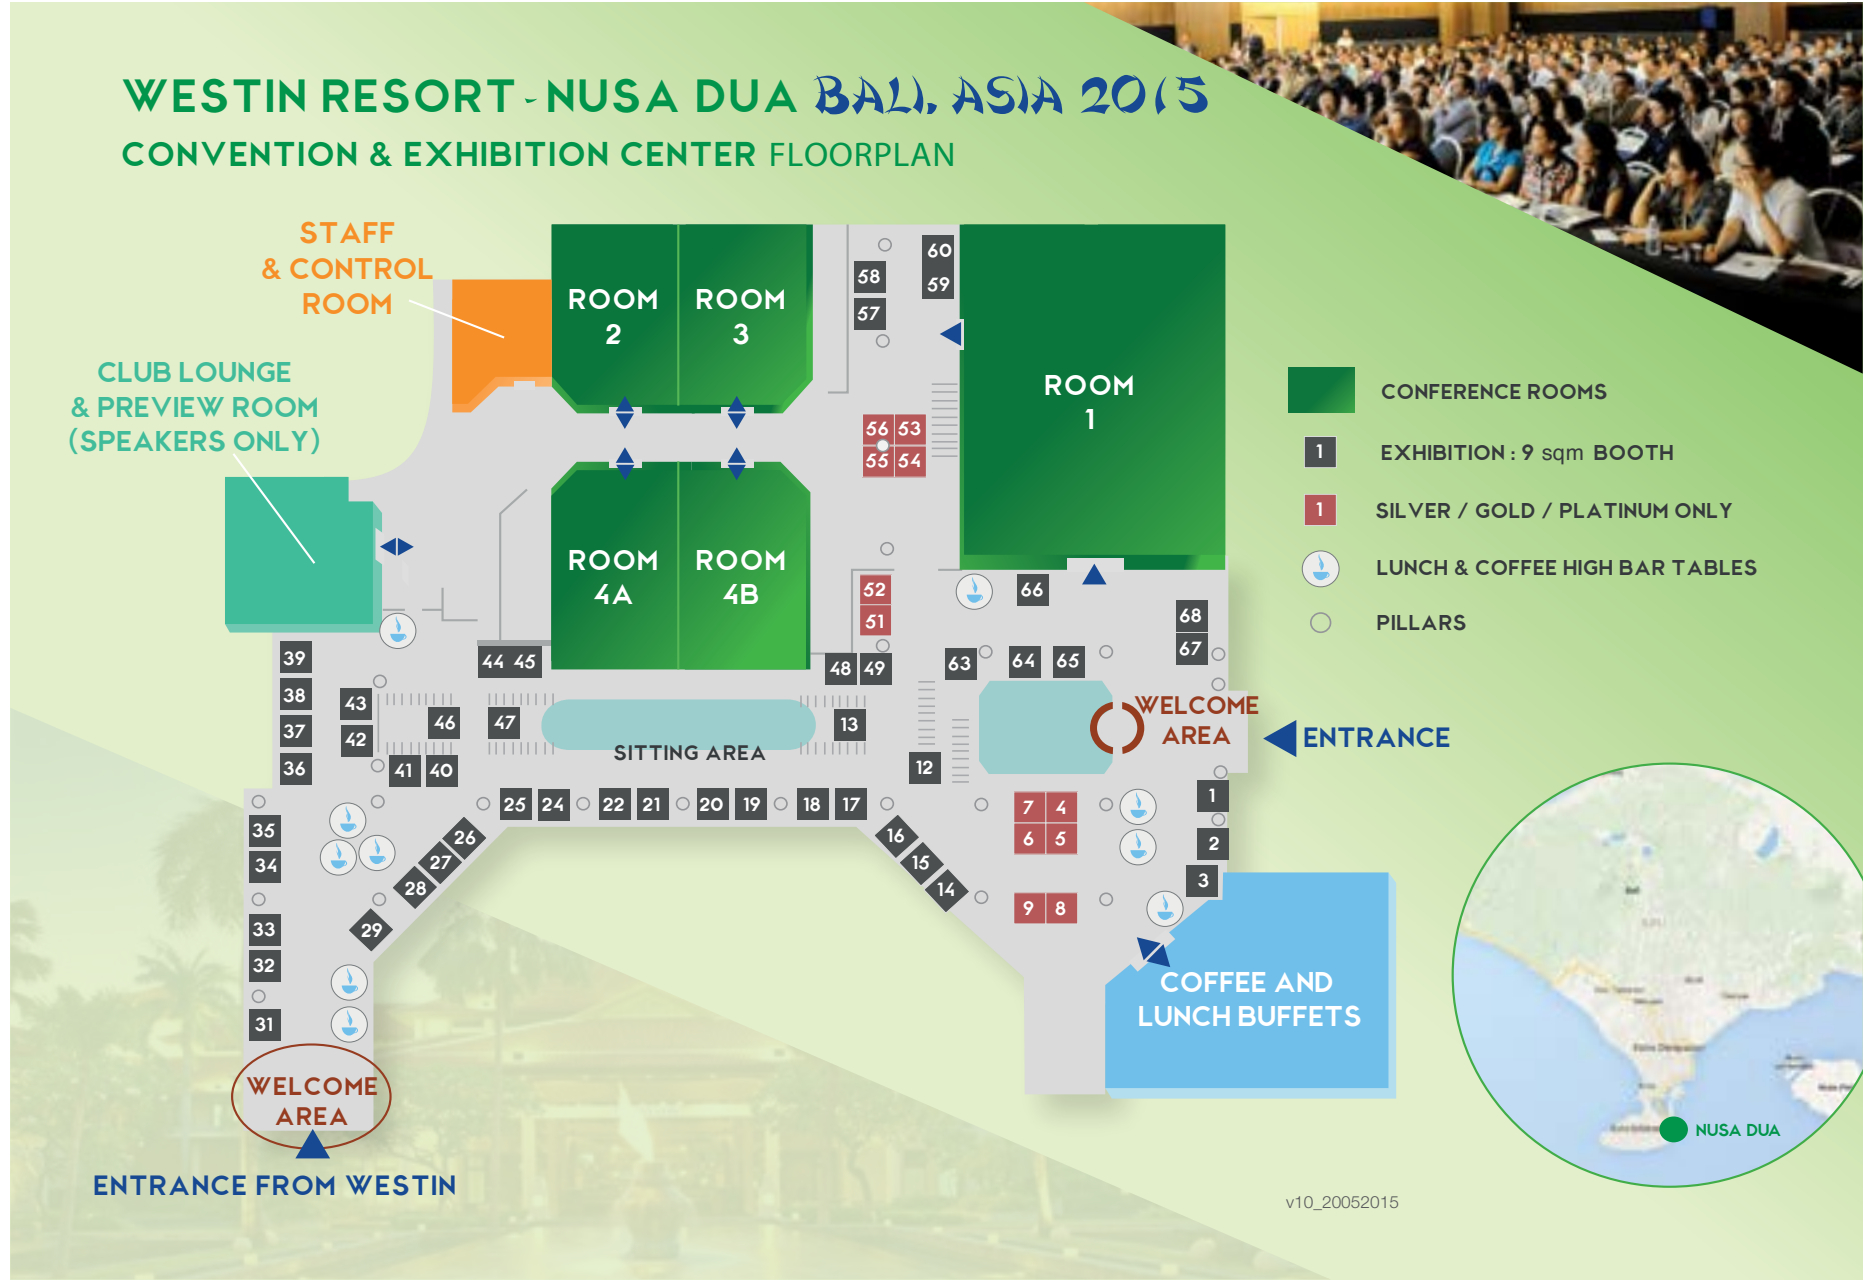 WESTIN RESORT - NUSA DUA BALI, ASIA 2015
CONVENTION & EXHIBITION CENTER FLOORPLAN
STAFF
& CONTROL
ROOM
CLUB LOUNGE
& PREVIEW ROOM
(SPEAKERS ONLY)
ROOM
2
ROOM
3
ROOM
4A
ROOM
4B
ROOM
1
60
59
58
57
56 53
55 54
52
51
48 49
66
68
67
63
64 65
44 45
39
38
37
36
43
42
46
47
41 40
13
12
SITTING AREA
WELCOME
AREA
ENTRANCE
25 24 22 21 20 19 18 17
16
15
14
26
27
28
29
35
34
33
32
31
7 4
6 5
9 8
1
2
3
COFFEE AND
LUNCH BUFFETS
WELCOME
AREA
ENTRANCE FROM WESTIN
CONFERENCE ROOMS
1 EXHIBITION : 9 sqm BOOTH
1 SILVER / GOLD / PLATINUM ONLY
LUNCH & COFFEE HIGH BAR TABLES
PILLARS
NUSA DUA
v10_20052015